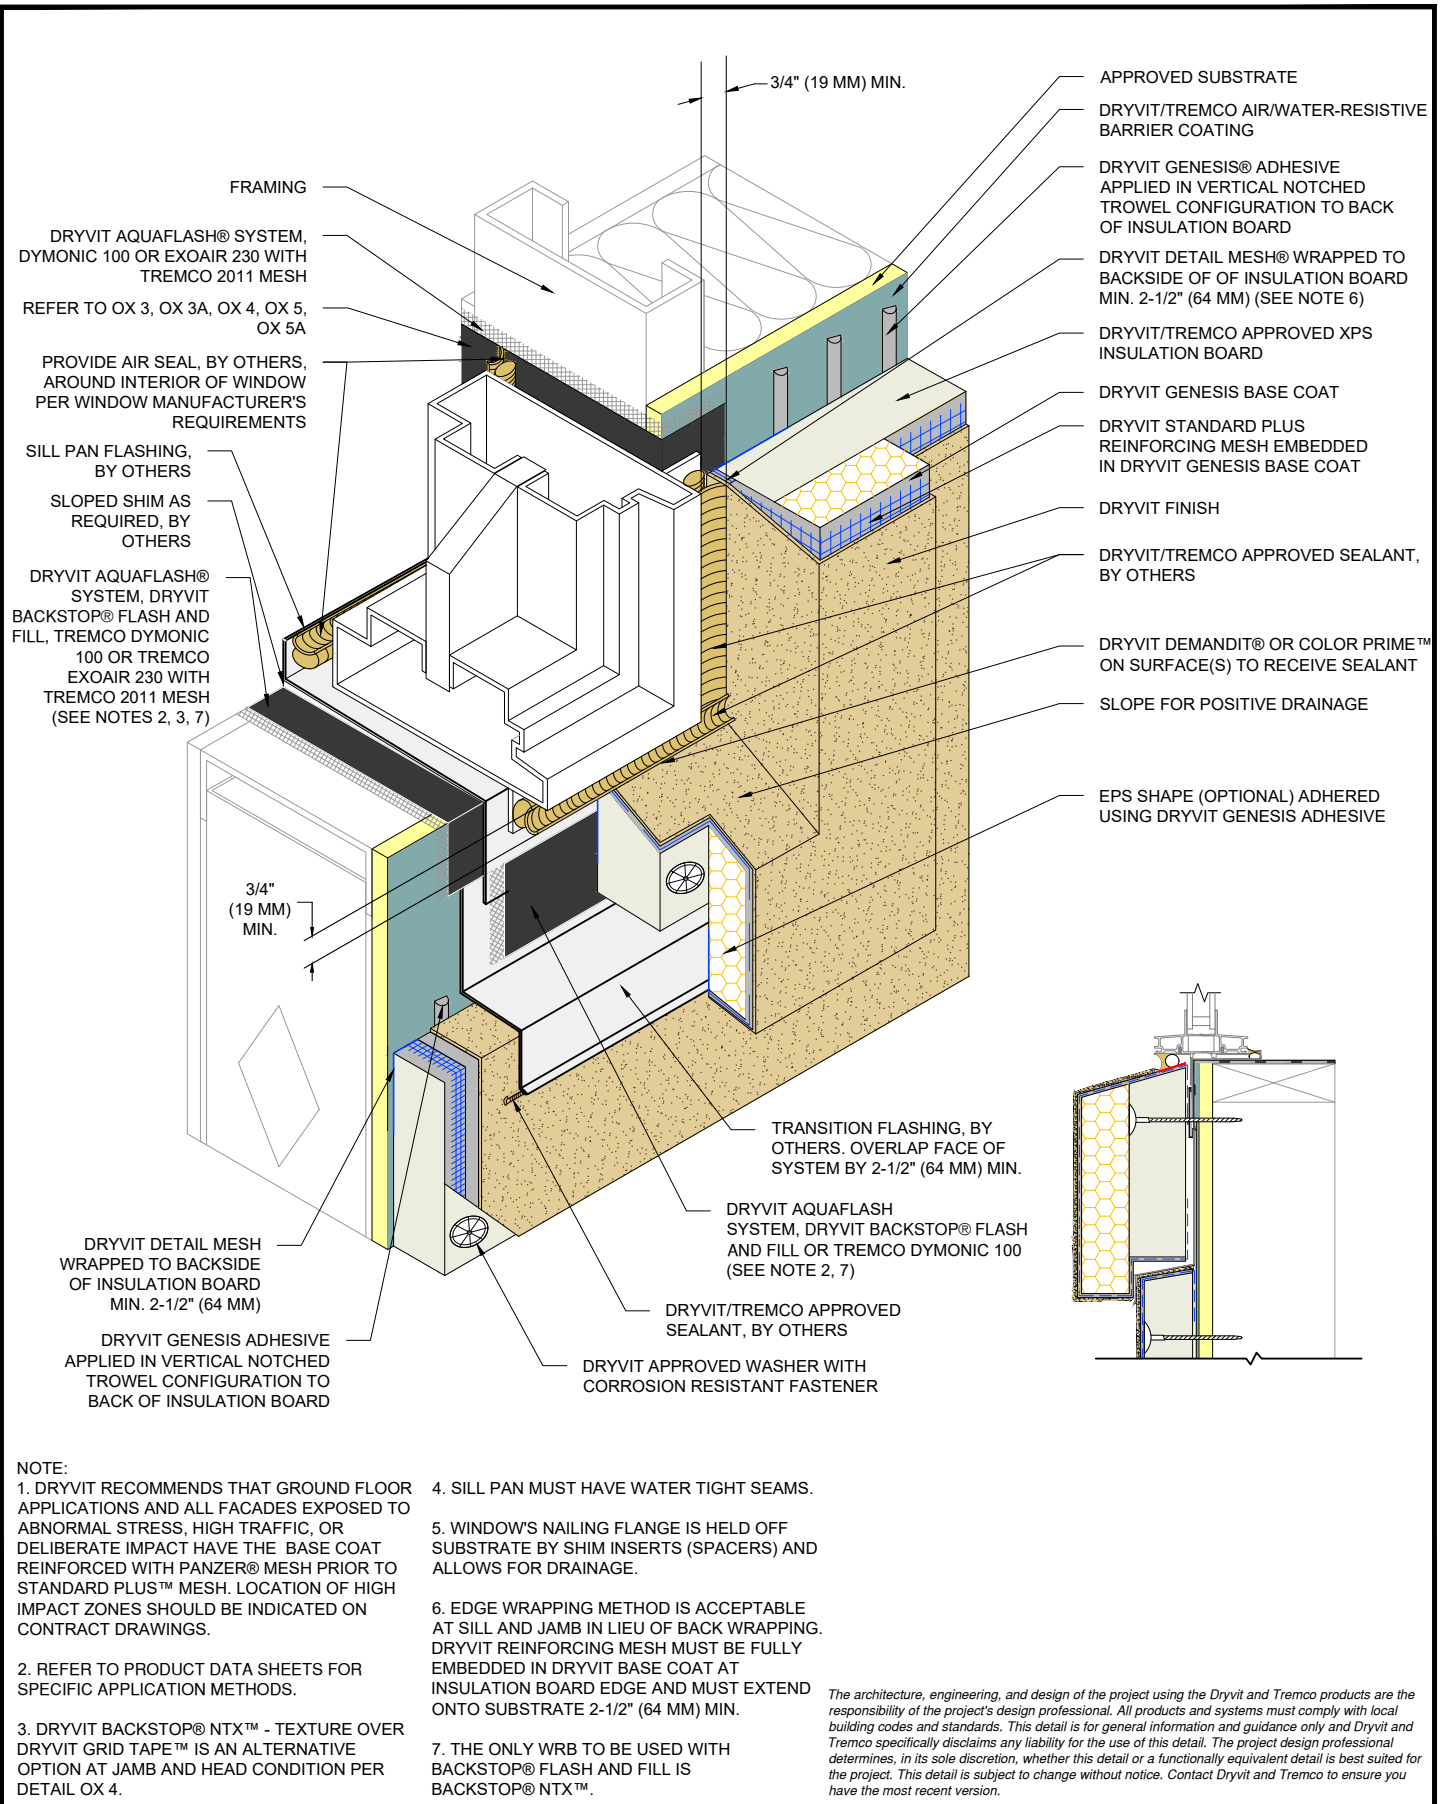 3/4" (19 MM) MIN.
FRAMING
DRYVIT AQUAFLASH® SYSTEM,
DYMONIC 100 OR EXOAIR 230 WITH
TREMCO 2011 MESH
REFER TO OX 3, OX 3A, OX 4, OX 5,
OX 5A
PROVIDE AIR SEAL, BY OTHERS,
AROUND INTERIOR OF WINDOW
PER WINDOW MANUFACTURER'S
REQUIREMENTS
SILL PAN FLASHING,
BY OTHERS
SLOPED SHIM AS
REQUIRED, BY
OTHERS
DRYVIT AQUAFLASH®
SYSTEM, DRYVIT
BACKSTOP® FLASH AND
FILL, TREMCO DYMONIC
100 OR TREMCO
EXOAIR 230 WITH
TREMCO 2011 MESH
(SEE NOTES 2, 3, 7)
3/4"
(19 MM)
MIN.
APPROVED SUBSTRATE
DRYVIT/TREMCO AIR/WATER-RESISTIVE
BARRIER COATING
DRYVIT GENESIS® ADHESIVE
APPLIED IN VERTICAL NOTCHED
TROWEL CONFIGURATION TO BACK
OF INSULATION BOARD
DRYVIT DETAIL MESH® WRAPPED TO
BACKSIDE OF OF INSULATION BOARD
MIN. 2-1/2" (64 MM) (SEE NOTE 6)
DRYVIT/TREMCO APPROVED XPS
INSULATION BOARD
DRYVIT GENESIS BASE COAT
DRYVIT STANDARD PLUS
REINFORCING MESH EMBEDDED
IN DRYVIT GENESIS BASE COAT
DRYVIT FINISH
DRYVIT/TREMCO APPROVED SEALANT,
BY OTHERS
DRYVIT DEMANDIT® OR COLOR PRIME™
ON SURFACE(S) TO RECEIVE SEALANT
SLOPE FOR POSITIVE DRAINAGE
EPS SHAPE (OPTIONAL) ADHERED
USING DRYVIT GENESIS ADHESIVE
TRANSITION FLASHING, BY
OTHERS. OVERLAP FACE OF
SYSTEM BY 2-1/2" (64 MM) MIN.
DRYVIT AQUAFLASH
SYSTEM, DRYVIT BACKSTOP® FLASH
AND FILL OR TREMCO DYMONIC 100
(SEE NOTE 2, 7)
DRYVIT/TREMCO APPROVED
SEALANT, BY OTHERS
DRYVIT APPROVED WASHER WITH
CORROSION RESISTANT FASTENER
DRYVIT DETAIL MESH
WRAPPED TO BACKSIDE
OF INSULATION BOARD
MIN. 2-1/2" (64 MM)
DRYVIT GENESIS ADHESIVE
APPLIED IN VERTICAL NOTCHED
TROWEL CONFIGURATION TO
BACK OF INSULATION BOARD
NOTE:
1. DRYVIT RECOMMENDS THAT GROUND FLOOR
APPLICATIONS AND ALL FACADES EXPOSED TO
ABNORMAL STRESS, HIGH TRAFFIC, OR
DELIBERATE IMPACT HAVE THE BASE COAT
REINFORCED WITH PANZER® MESH PRIOR TO
STANDARD PLUS™ MESH. LOCATION OF HIGH
IMPACT ZONES SHOULD BE INDICATED ON
CONTRACT DRAWINGS.
2. REFER TO PRODUCT DATA SHEETS FOR
SPECIFIC APPLICATION METHODS.
3. DRYVIT BACKSTOP® NTX™ - TEXTURE OVER
DRYVIT GRID TAPE™ IS AN ALTERNATIVE
OPTION AT JAMB AND HEAD CONDITION PER
DETAIL OX 4.
4. SILL PAN MUST HAVE WATER TIGHT SEAMS.
5. WINDOW'S NAILING FLANGE IS HELD OFF
SUBSTRATE BY SHIM INSERTS (SPACERS) AND
ALLOWS FOR DRAINAGE.
6. EDGE WRAPPING METHOD IS ACCEPTABLE
AT SILL AND JAMB IN LIEU OF BACK WRAPPING.
DRYVIT REINFORCING MESH MUST BE FULLY
EMBEDDED IN DRYVIT BASE COAT AT
INSULATION BOARD EDGE AND MUST EXTEND
ONTO SUBSTRATE 2-1/2" (64 MM) MIN.
7. THE ONLY WRB TO BE USED WITH
BACKSTOP® FLASH AND FILL IS
BACKSTOP® NTX™.
The architecture, engineering, and design of the project using the Dryvit and Tremco products are the
responsibility of the project's design professional. All products and systems must comply with local
building codes and standards. This detail is for general information and guidance only and Dryvit and
Tremco specifically disclaims any liability for the use of this detail. The project design professional
determines, in its sole discretion, whether this detail or a functionally equivalent detail is best suited for
the project. This detail is subject to change without notice. Contact Dryvit and Tremco to ensure you
have the most recent version.